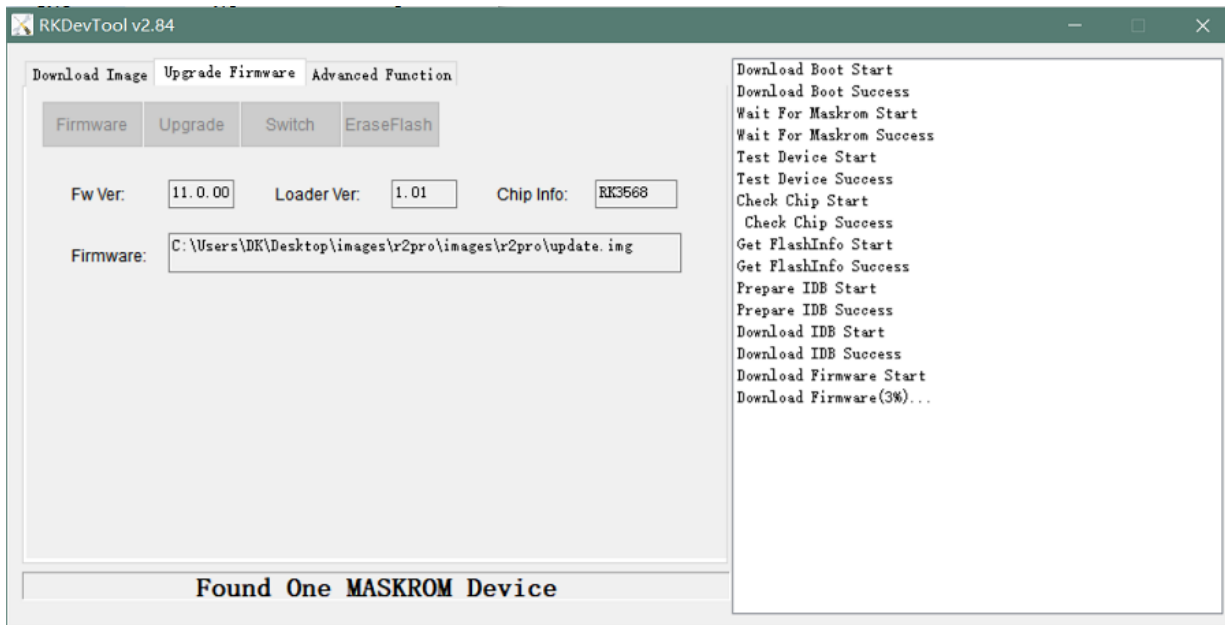 RKDevTool v2.84
Download Image Upgrade Firmware Advanced Function
Firmware Upgrade Switch EraseFlash
Fw Ver: 11.0.00 Loader Ver: 1.01 Chip Info: RK3568
Firmware: C:\Users\DK\Desktop\images\r2pro\images\r2pro\update.img
Found One MASKROM Device
Download Boot Start
Download Boot Success
Wait For Maskrom Start
Wait For Maskrom Success
Test Device Start
Test Device Success
Check Chip Start
Check Chip Success
Get FlashInfo Start
Get FlashInfo Success
Prepare IDB Start
Prepare IDB Success
Download IDB Start
Download IDB Success
Download Firmware Start
Download Firmware(3%)...